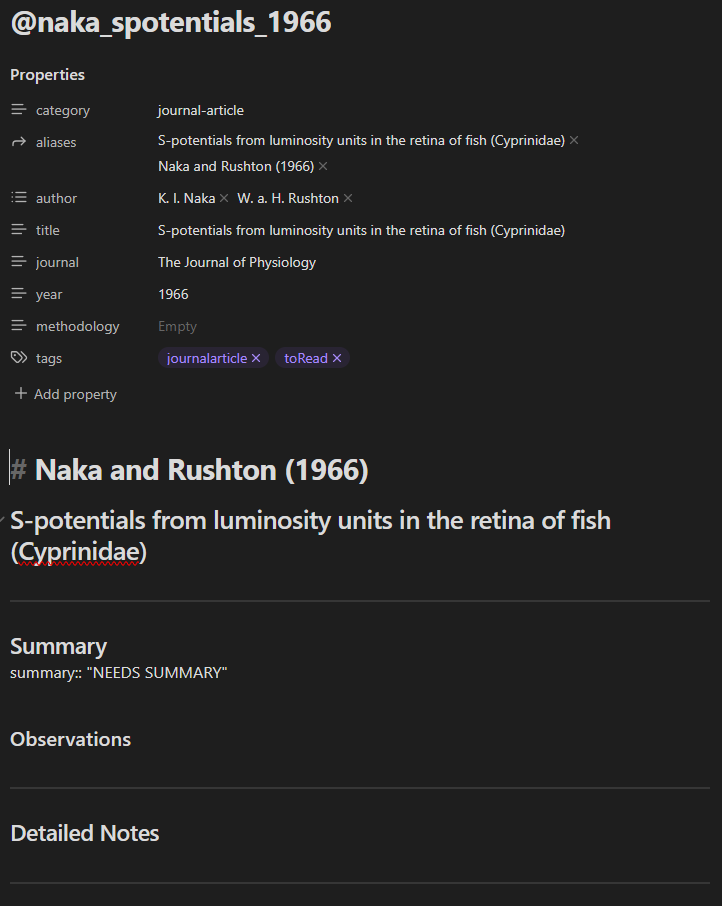 @naka_spotentials_1966
Properties
category journal-article
aliases S-potentials from luminosity units in the retina of fish (Cyprinidae) ×
Naka and Rushton (1966) ×
author K. I. Naka × W. a. H. Rushton ×
title S-potentials from luminosity units in the retina of fish (Cyprinidae)
journal The Journal of Physiology
year 1966
methodology Empty
tags journalarticle × toRead ×
+ Add property
# Naka and Rushton (1966)
S-potentials from luminosity units in the retina of fish
(Cyprinidae)
Summary
summary:: "NEEDS SUMMARY"
Observations
Detailed Notes